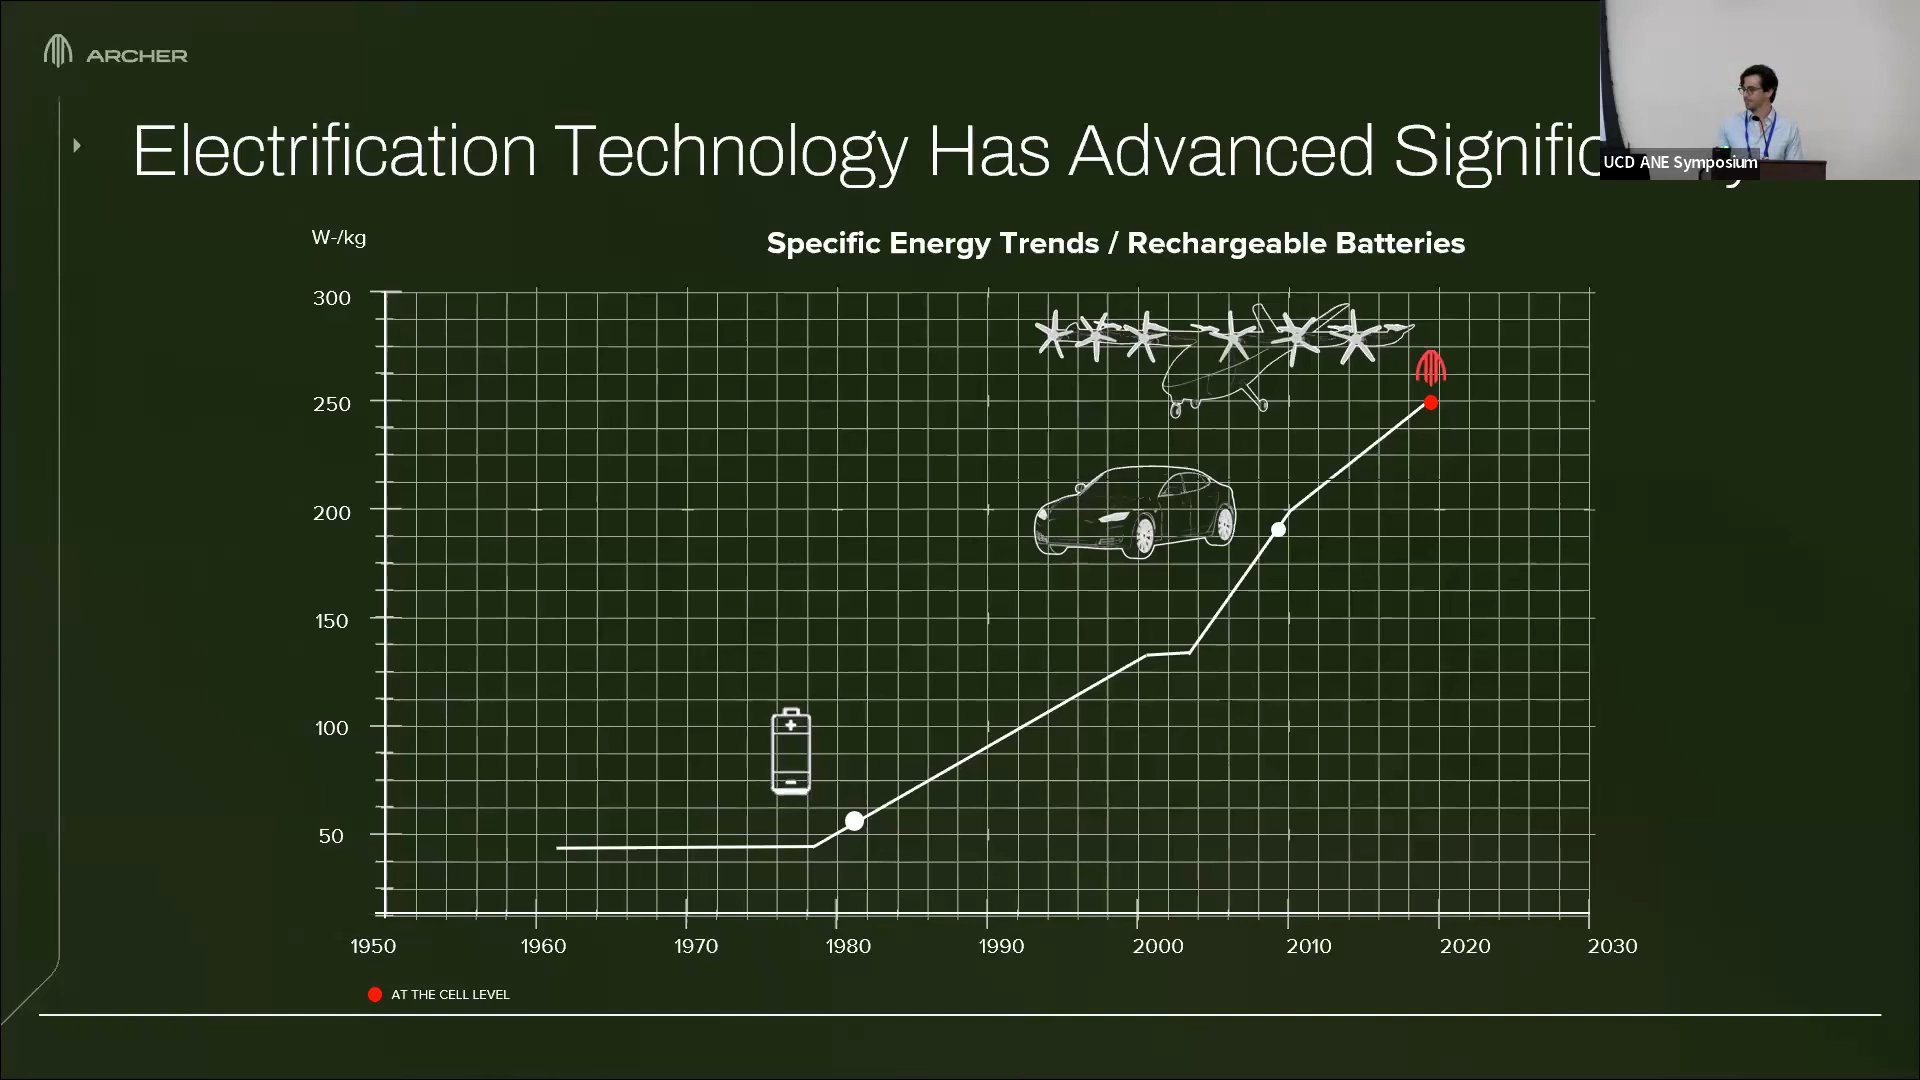 ARCHER
Electrification Technology Has Advanced
UCD ANE Symposium
W-/kg
Specific Energy Trends / Rechargeable Batteries
300
250
200
150
100
50
1950 1960 1970 1980 1990 2000 2010 2020 2030
AT THE CELL LEVEL